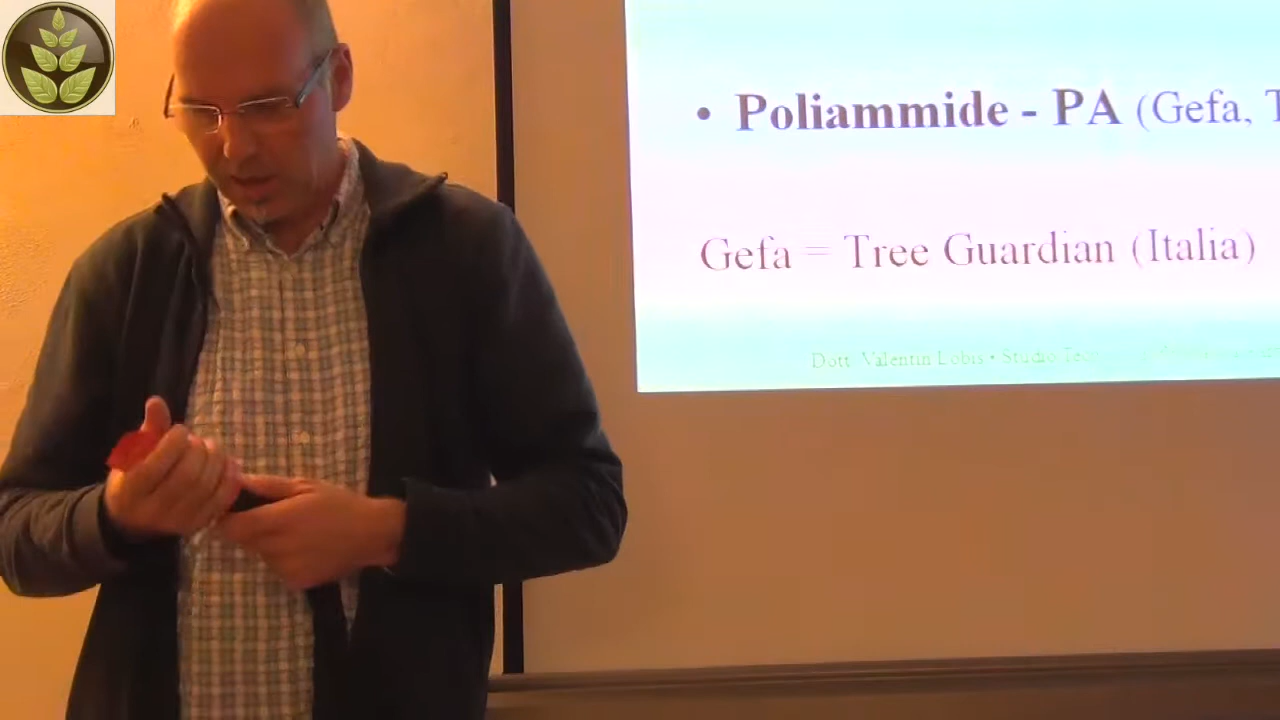 • Poliammide - PA (Gefa, T
Gefa = Tree Guardian (Italia)
Dott. Valentin Lobis • Studio